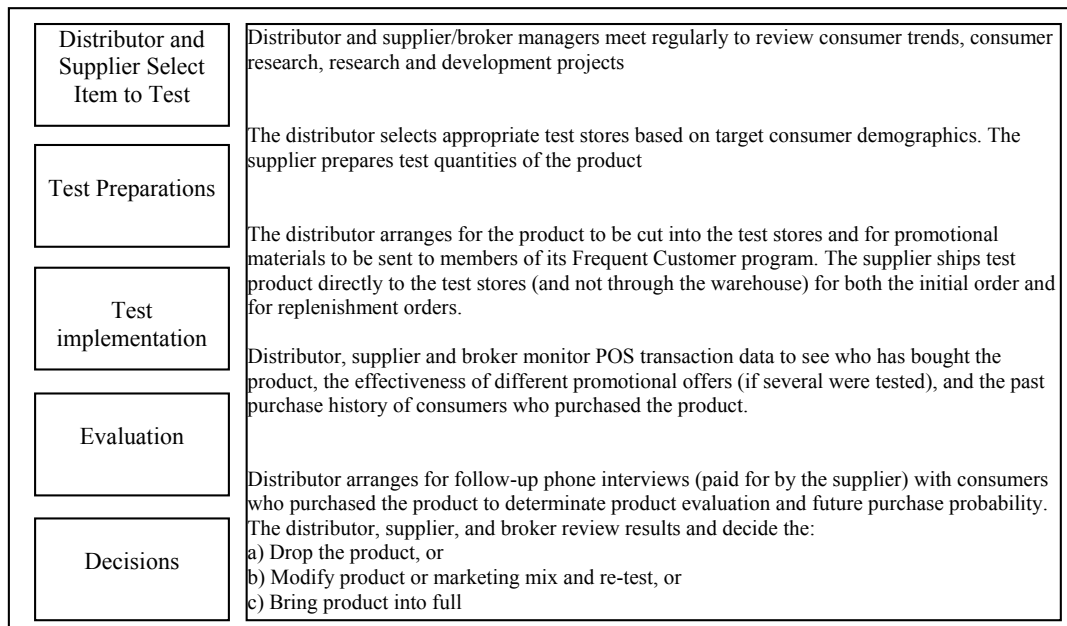 Distributor and
Supplier Select
Item to Test
Distributor and supplier/broker managers meet regularly to review consumer trends, consumer
research, research and development projects
Test Preparations
The distributor selects appropriate test stores based on target consumer demographics. The
supplier prepares test quantities of the product
Test
implementation
The distributor arranges for the product to be cut into the test stores and for promotional
materials to be sent to members of its Frequent Customer program. The supplier ships test
product directly to the test stores (and not through the warehouse) for both the initial order and
for replenishment orders.
Evaluation
Distributor, supplier and broker monitor POS transaction data to see who has bought the
product, the effectiveness of different promotional offers (if several were tested), and the past
purchase history of consumers who purchased the product.
Decisions
Distributor arranges for follow-up phone interviews (paid for by the supplier) with consumers
who purchased the product to determinate product evaluation and future purchase probability.
The distributor, supplier, and broker review results and decide the:
a) Drop the product, or
b) Modify product or marketing mix and re-test, or
c) Bring product into full